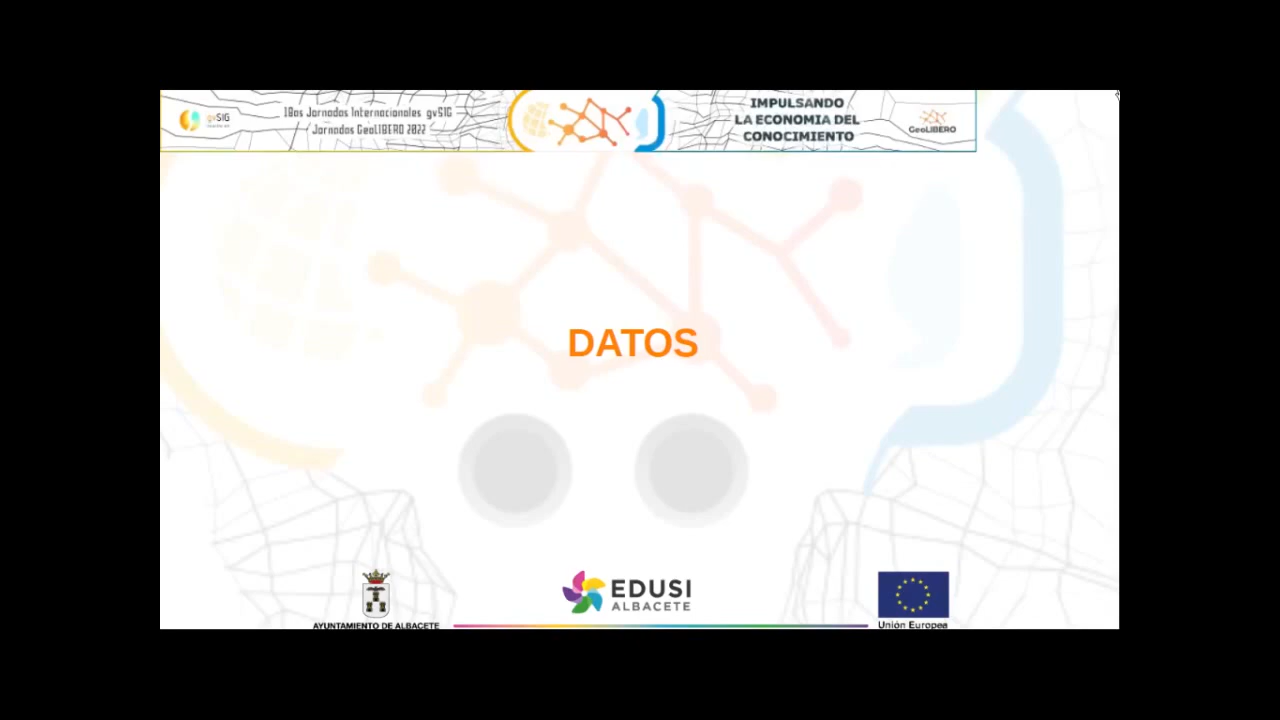 gvSIG
18as Jornadas Internacionales gvSIG
Jornadas GeoLIBERO 2022
IMPULSANDO
LA ECONOMIA DEL
CONOCIMIENTO
GeoLIBERO
DATOS
AYUNTAMIENTO DE ALBACETE
EDUSI
ALBACETE
Unión Europea